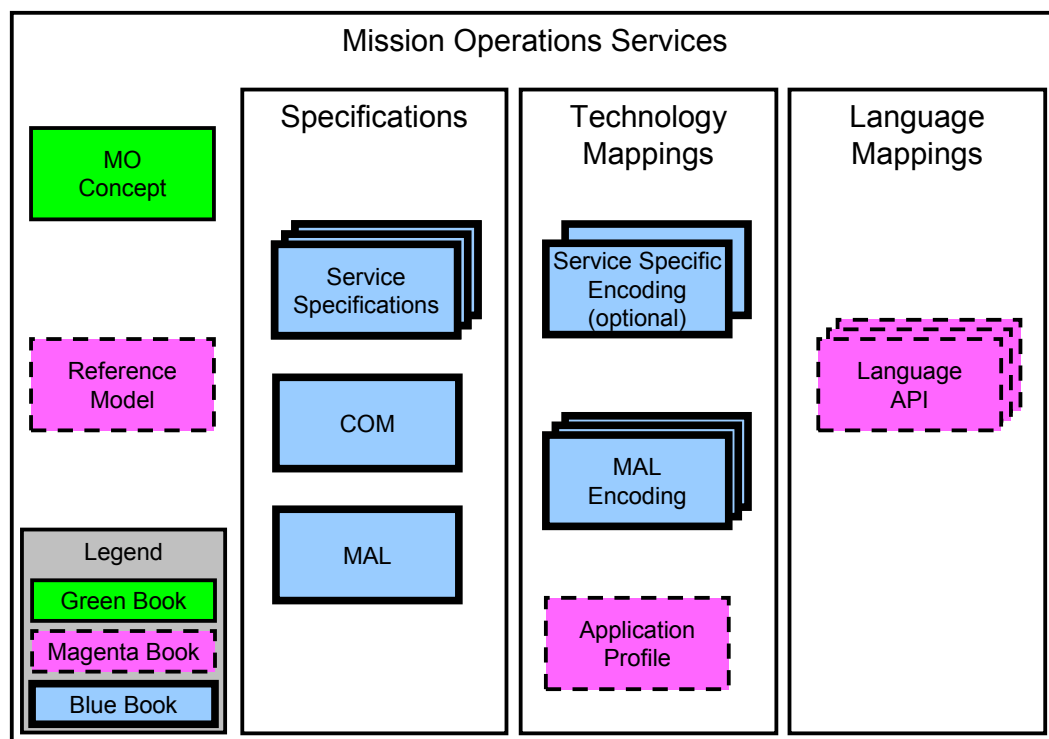 Mission Operations Services
MO
Concept
Reference
Model
Legend
Green Book
Magenta Book
Blue Book
Specifications
Service
Specifications
COM
MAL
Technology
Mappings
Service Specific
Encoding
(optional)
MAL
Encoding
Application
Profile
Language
Mappings
Language
API